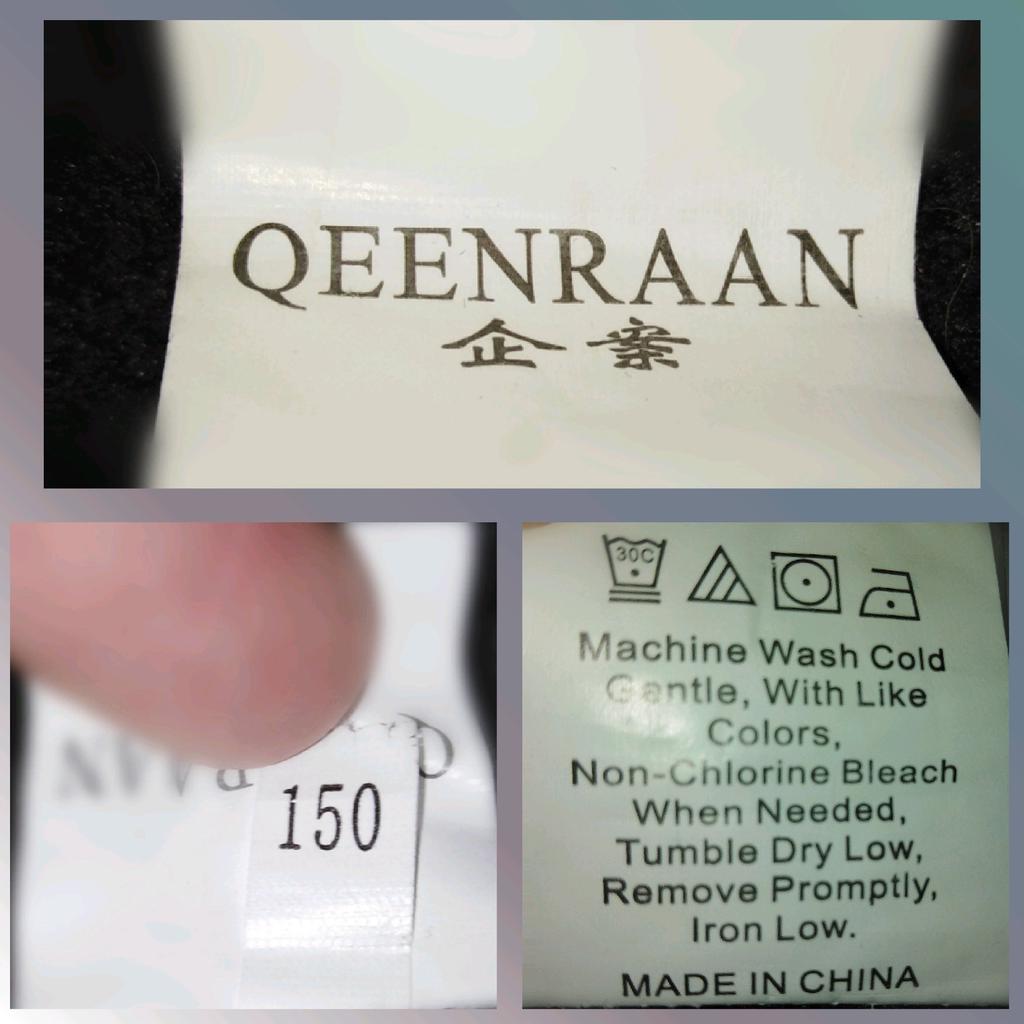 QEENRAAN
企案
150
30C
Machine Wash Cold
Gentle, With Like
Colors,
Non-Chlorine Bleach
When Needed,
Tumble Dry Low,
Remove Promptly,
Iron Low.
MADE IN CHINA